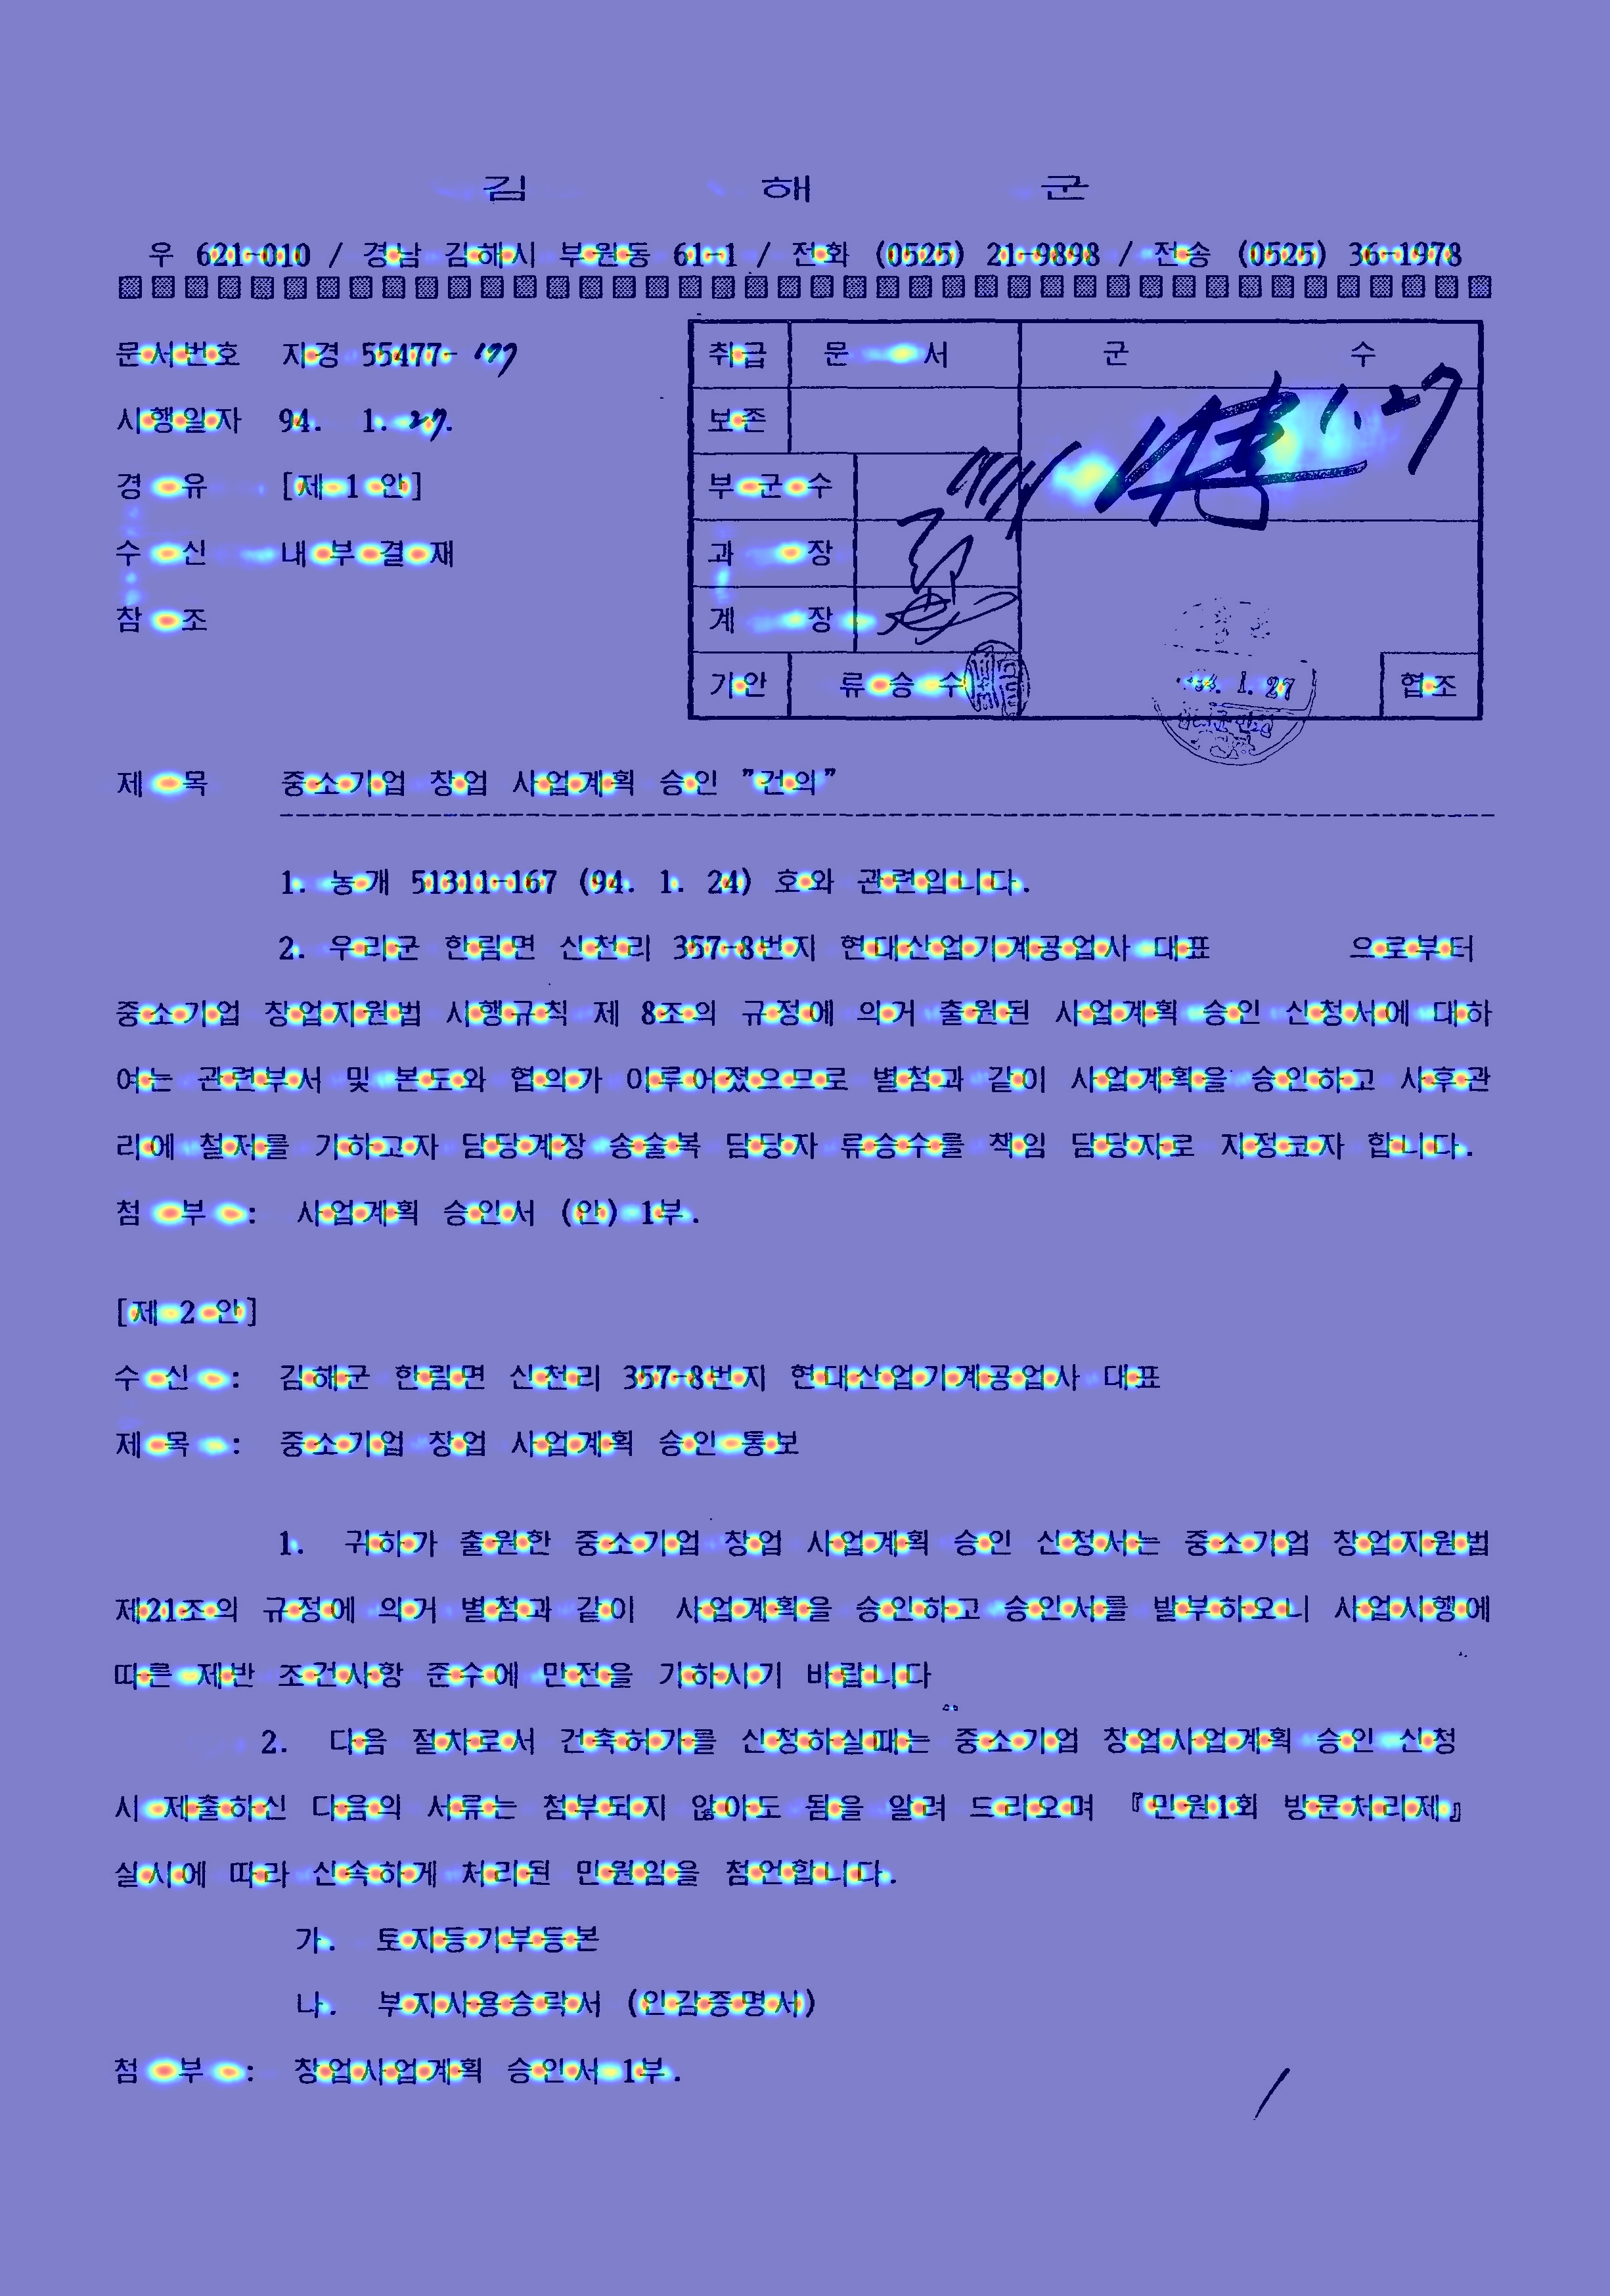 김 해 군
우 621-010 / 경남 김해시 부원동 61-1 / 전화 (0525) 21-9898 / 전송 (0525) 36-1978
문서번호 지경 55477-
시행일자 94. 1. 27.
경 유 [제 1 안]
수 신 내 부 결 재
참 조
취급 문 서 군 수
보존 1.27
부 군 수
과 장
계 장
기안 류 승 수 94. 1. 27 협조
제 목 중소기업 창업 사업계획 승인 "건의"
1. 농개 51311-167 (94. 1. 24) 호와 관련입니다.
2. 우리군 한림면 신천리 357-8번지 현대산업기계공업사 대표 으로부터
중소기업 창업지원법 시행규칙 제 8조의 규정에 의거 출원된 사업계획 승인 신청서에 대하
여는 관련부서 및 본도와 협의가 이루어졌으므로 별첨과 같이 사업계획을 승인하고 사후관
리에 철저를 기하고자 담당계장 송술복 담당자 류승수를 책임 담당자로 지정코자 합니다.
첨 부 : 사업계획 승인서 (안) 1부.
[제 2 안]
수 신 : 김해군 한림면 신천리 357-8번지 현대산업기계공업사 대표
제 목 : 중소기업 창업 사업계획 승인 통보
1. 귀하가 출원한 중소기업 창업 사업계획 승인 신청서는 중소기업 창업지원법
제21조의 규정에 의거 별첨과 같이 사업계획을 승인하고 승인서를 발부하오니 사업시행에
따른 제반 조건사항 준수에 만전을 기하시기 바랍니다
2. 다음 절차로서 건축허가를 신청하실때는 중소기업 창업사업계획 승인 신청
시 제출하신 다음의 서류는 첨부되지 않아도 됨을 알려 드리오며 『민원1회 방문처리제』
실시에 따라 신속하게 처리된 민원임을 첨언합니다.
가. 토지등기부등본
나. 부지사용승락서 (인감증명서)
첨 부 : 창업사업계획 승인서 1부.